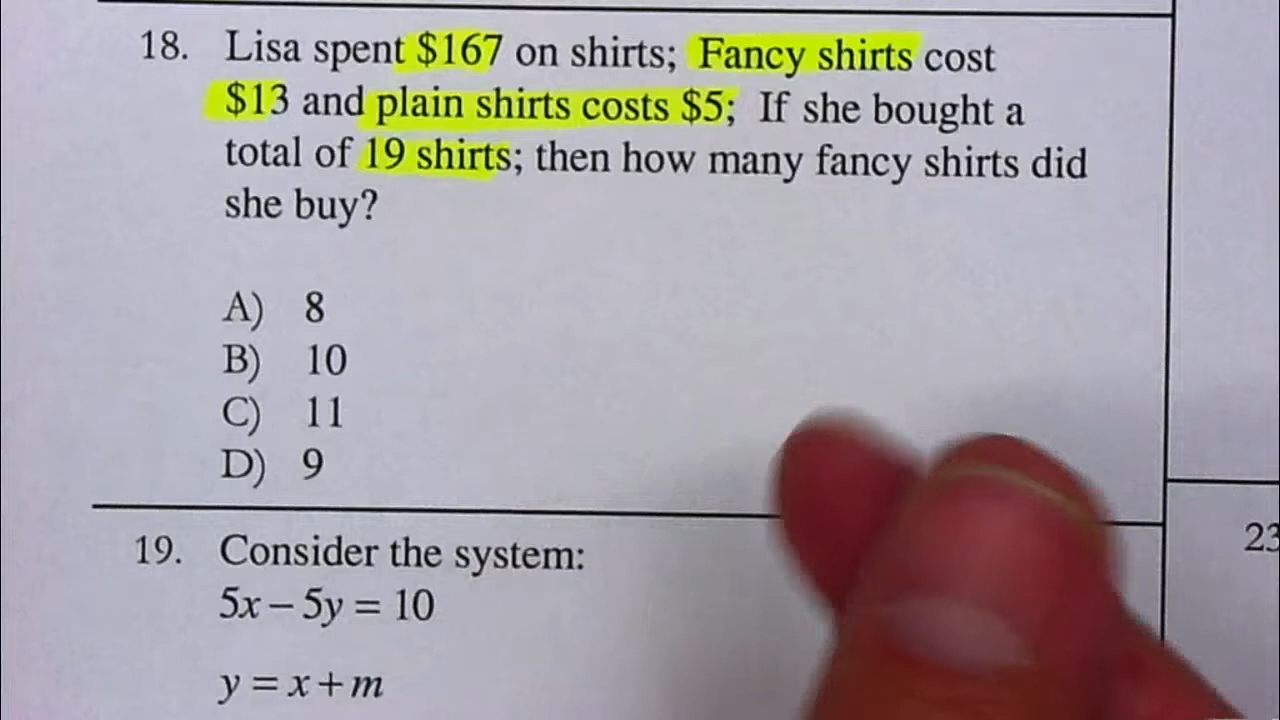 18. Lisa spent $167 on shirts; Fancy shirts cost
$13 and plain shirts costs $5; If she bought a
total of 19 shirts; then how many fancy shirts did
she buy?
A) 8
B) 10
C) 11
D) 9
19. Consider the system:
5x – 5y = 10
y = x + m
23